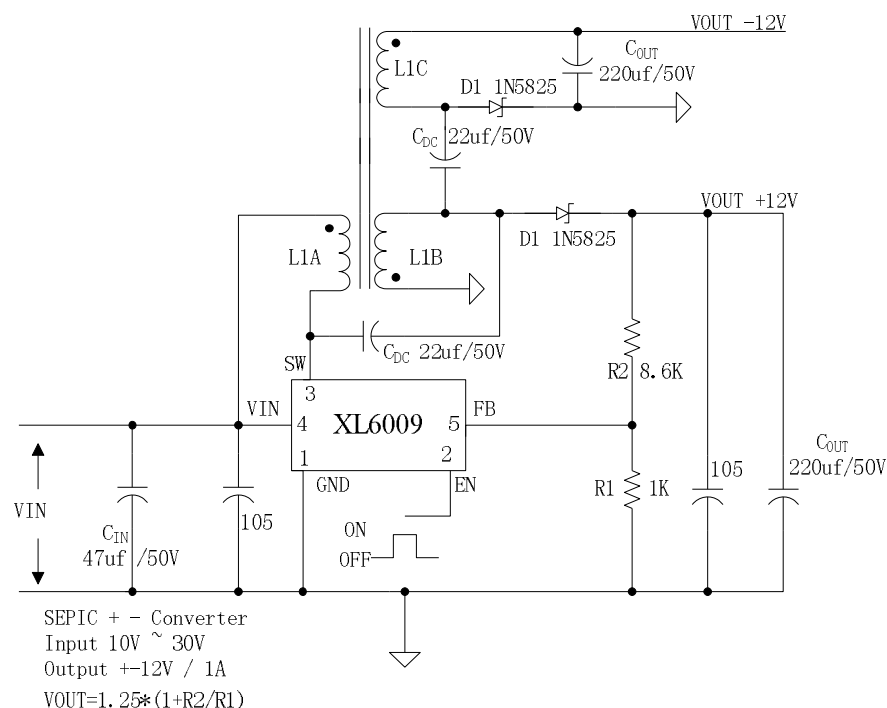 VOUT -12V
COUT
220uf/50V
L1C
D1 1N5825
CDC 22uf/50V
VOUT +12V
L1A
L1B
D1 1N5825
CDC 22uf/50V
SW
R2 8.6K
3
VIN
FB
4
XL6009
5
1
2
GND
EN
COUT
220uf/50V
105
R1
1K
VIN
105
ON
CIN
47uf /50V
OFF
SEPIC + - Converter
Input 10V ~ 30V
Output +-12V / 1A
VOUT=1.25*(1+R2/R1)